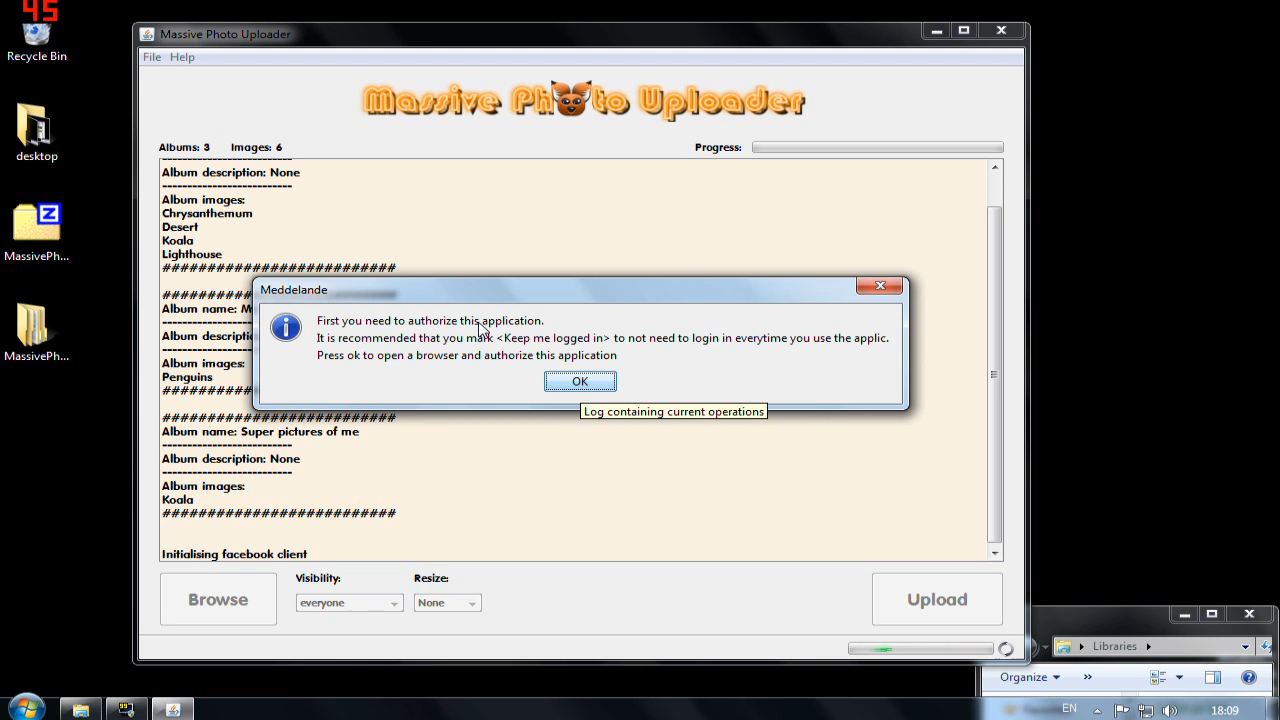 45
Recycle Bin
desktop
MassivePh...
MassivePh...
Massive Photo Uploader
File Help
Massive Photo Uploader
Albums: 3 Images: 6 Progress:
--------------------------
Album description: None
--------------------------
Album images:
Chrysanthemum
Desert
Koala
Lighthouse
##########################
Album name: M
Album descripti
Album images:
Penguins
Meddelande
First you need to authorize this application.
It is recommended that you mark <Keep me logged in> to not need to login in everytime you use the applic.
Press ok to open a browser and authorize this application
OK
Log containing current operations
##########################
Album name: Super pictures of me
--------------------------
Album description: None
--------------------------
Album images:
Koala
##########################
Initialising facebook client
Browse
Visibility:
everyone
Resize:
None
Upload
Libraries
Organize
EN
18:09